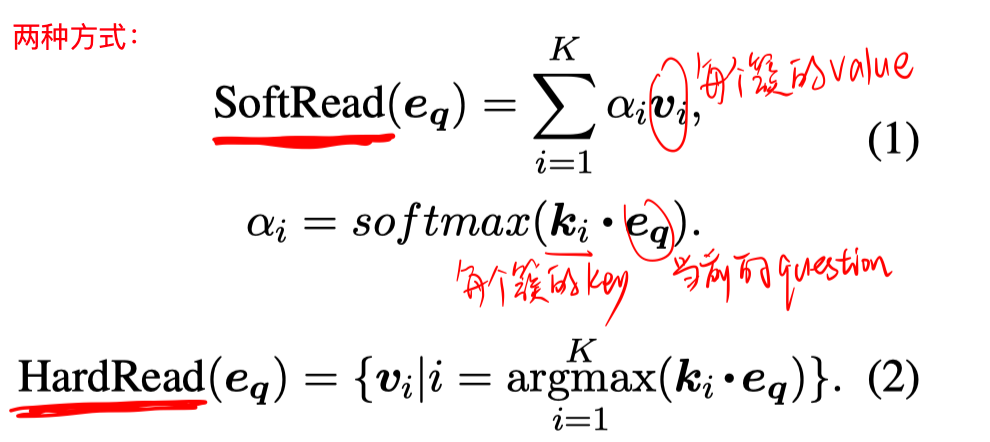 两种方式:
SoftRead(e_q) = ∑_{i=1}^{K} α_i v_i, 每个簇的value
(1)
α_i = softmax(k_i · e_q).
每个簇的key 当前的question
HardRead(e_q) = {v_i|i = argmax_{i=1}^{K}(k_i · e_q)}. (2)